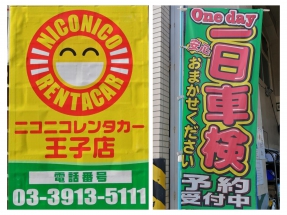 NICONICO
RENTACAR
ニコニコレンタカー
王子店
電話番号
03-3913-5111
One day
一日車検
おまかせください
予約
受付中